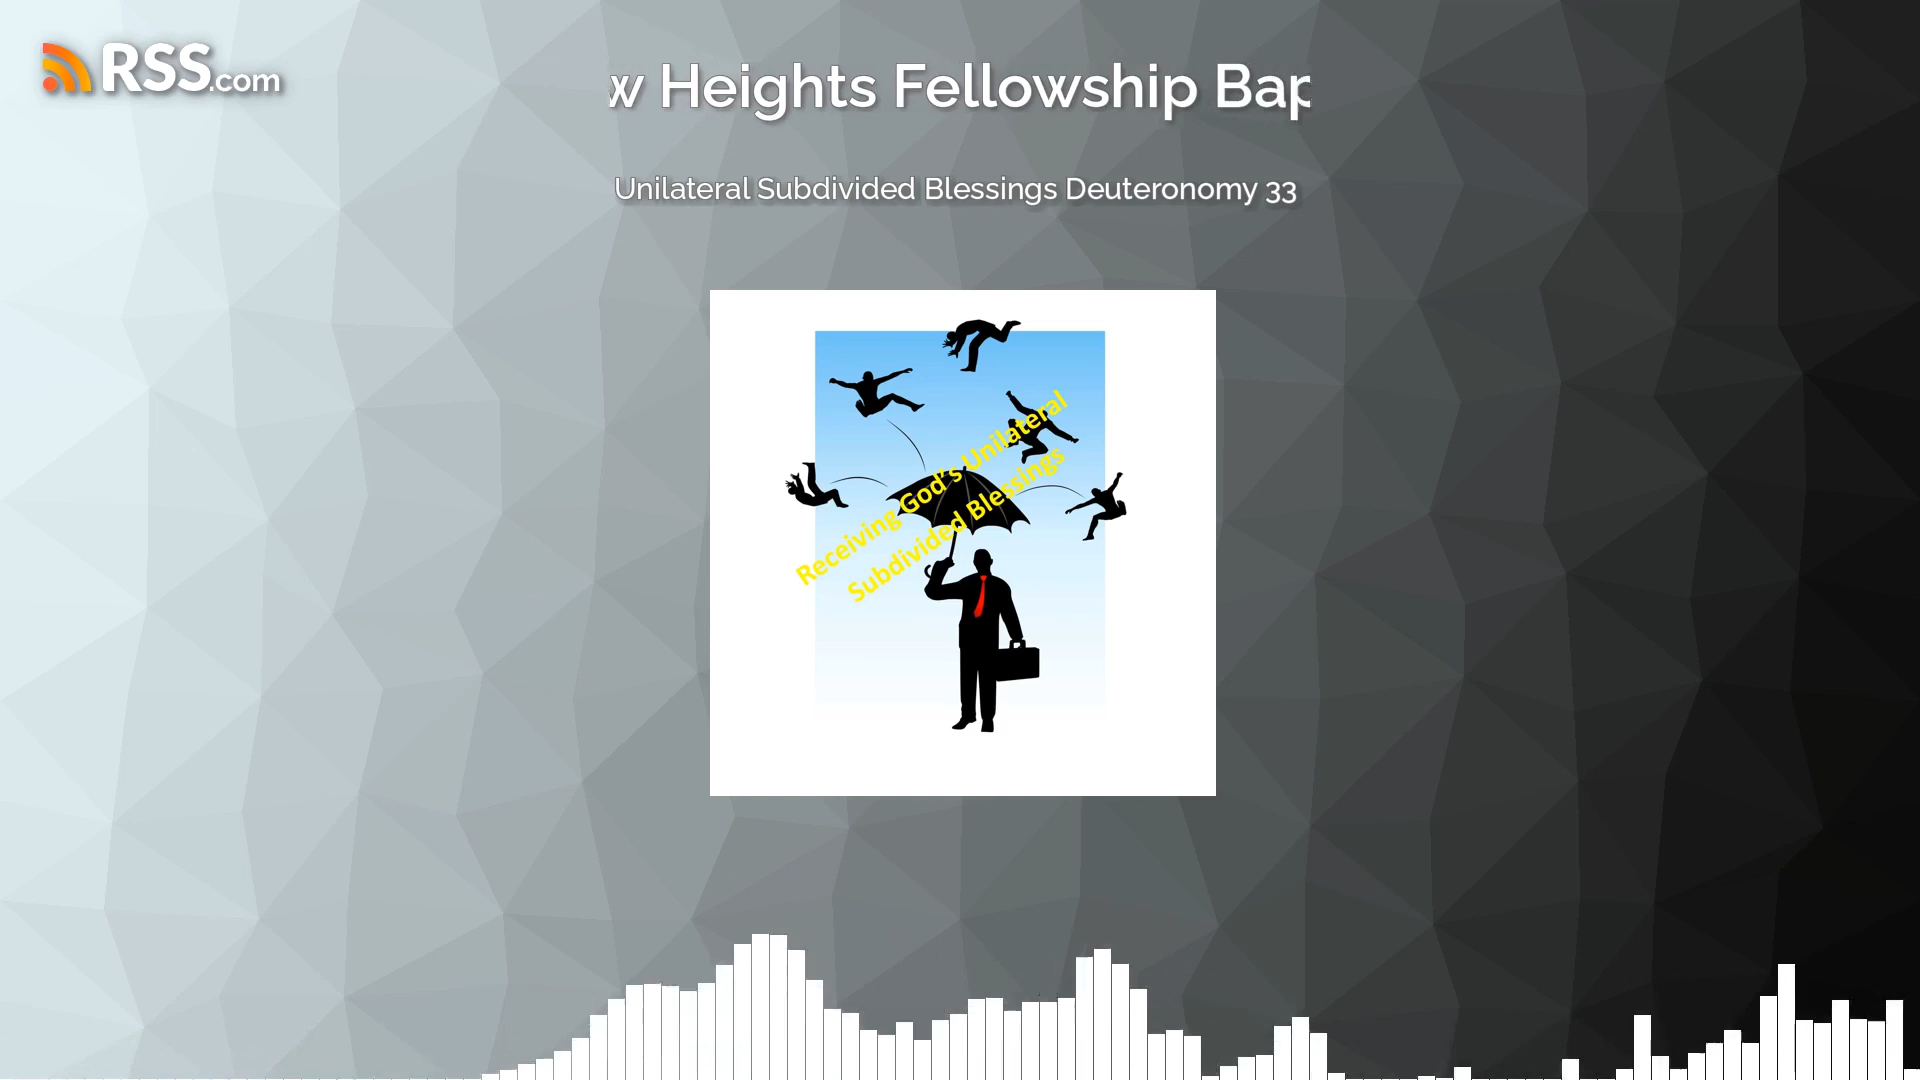 RSS.com
w Heights Fellowship Bap
Unilateral Subdivided Blessings Deuteronomy 33
Receiving God's Unilateral
Subdivided Blessings